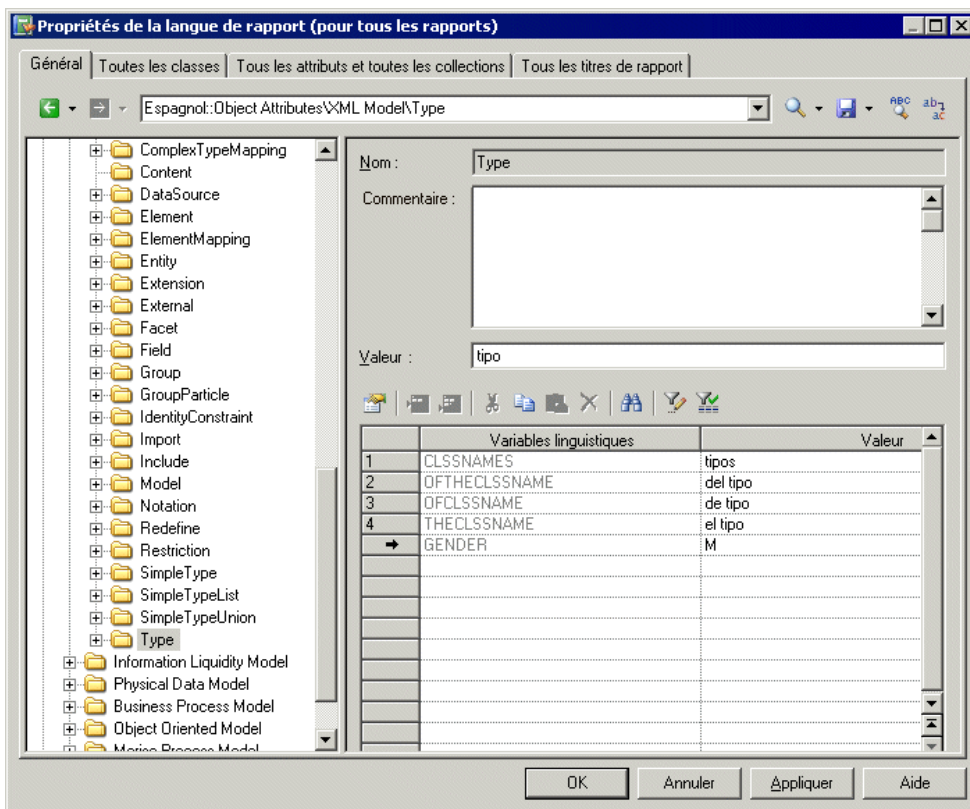 Propriétés de la langue de rapport (pour tous les rapports)
Général Toutes les classes Tous les attributs et toutes les collections Tous les titres de rapport
Espagnol::Object Attributes\XML Model\Type
ComplexTypeMapping
Content
DataSource
Element
ElementMapping
Entity
Extension
External
Facet
Field
Group
GroupParticle
IdentityConstraint
Import
Include
Model
Notation
Redefine
Restriction
SimpleType
SimpleTypeList
SimpleTypeUnion
Type
Information Liquidity Model
Physical Data Model
Business Process Model
Object Oriented Model
Nom : Type
Commentaire :
Valeur : tipo
Variables linguistiques Valeur
1 CLSSNAMES tipos
2 OFTHECLSSNAME del tipo
3 OFCLSSNAME de tipo
4 THECLSSNAME el tipo
GENDER M
OK Annuler Appliquer Aide